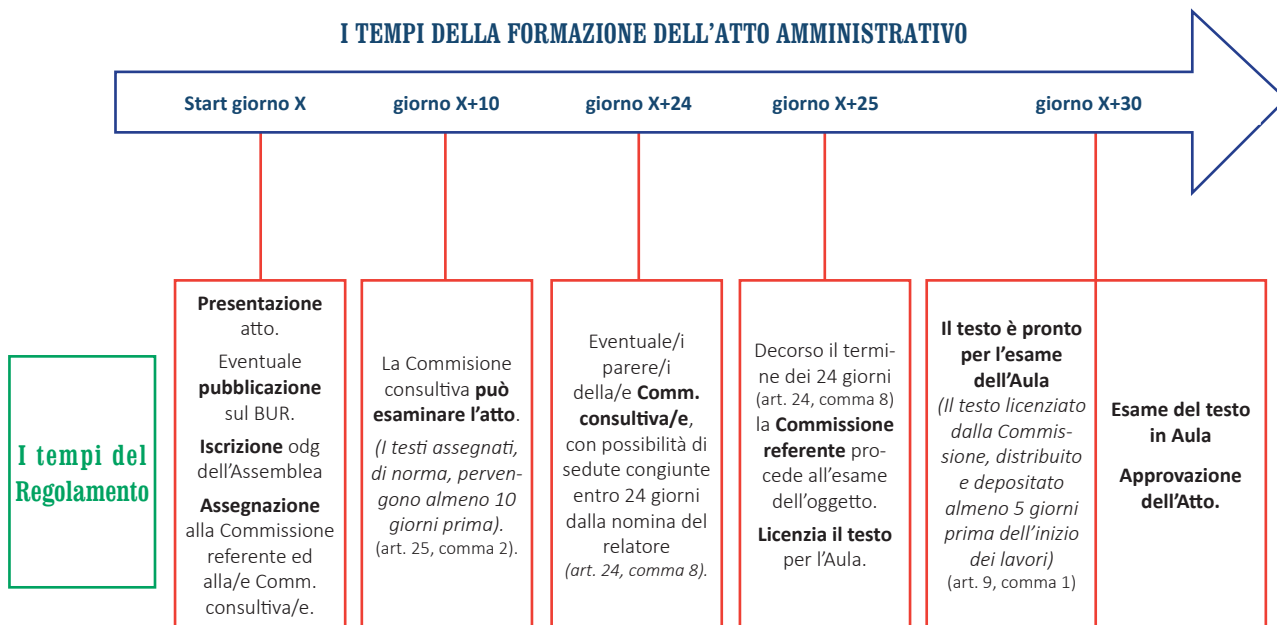 I TEMPI DELLA FORMAZIONE DELL'ATTO AMMINISTRATIVO
Start giorno X
giorno X+10
giorno X+24
giorno X+25
giorno X+30
I tempi del
Regolamento
Presentazione
atto.
Eventuale
pubblicazione
sul BUR.
Iscrizione odg
dell'Assemblea
Assegnazione
alla Commissione
referente ed
alla/e Comm.
consultiva/e.
La Commisione
consultiva può
esaminare l'atto.
(I testi assegnati,
di norma, perven-
gono almeno 10
giorni prima).
(art. 25, comma 2).
Eventuale/i
parere/i
della/e Comm.
consultiva/e,
con possibilità di
sedute congiunte
entro 24 giorni
dalla nomina del
relatore
(art. 24, comma 8).
Decorso il termi-
ne dei 24 giorni
(art. 24, comma 8)
la Commissione
referente pro-
cede all'esame
dell'oggetto.
Licenzia il testo
per l'Aula.
Il testo è pronto
per l'esame
dell'Aula
(Il testo licenziato
dalla Commis-
sione, distribuito
e depositato
almeno 5 giorni
prima dell'inizio
dei lavori)
(art. 9, comma 1)
Esame del testo
in Aula
Approvazione
dell'Atto.